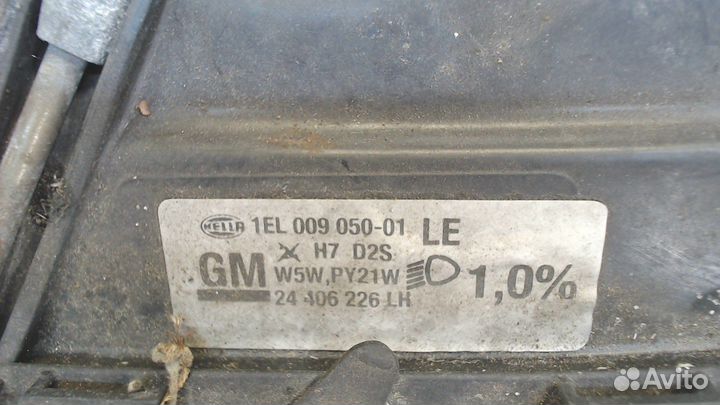 HELLA 1EL 009 050-01 LE
H7 D2S
GM W5W,PY21W 1,0%
24 406 226 LH
Avito